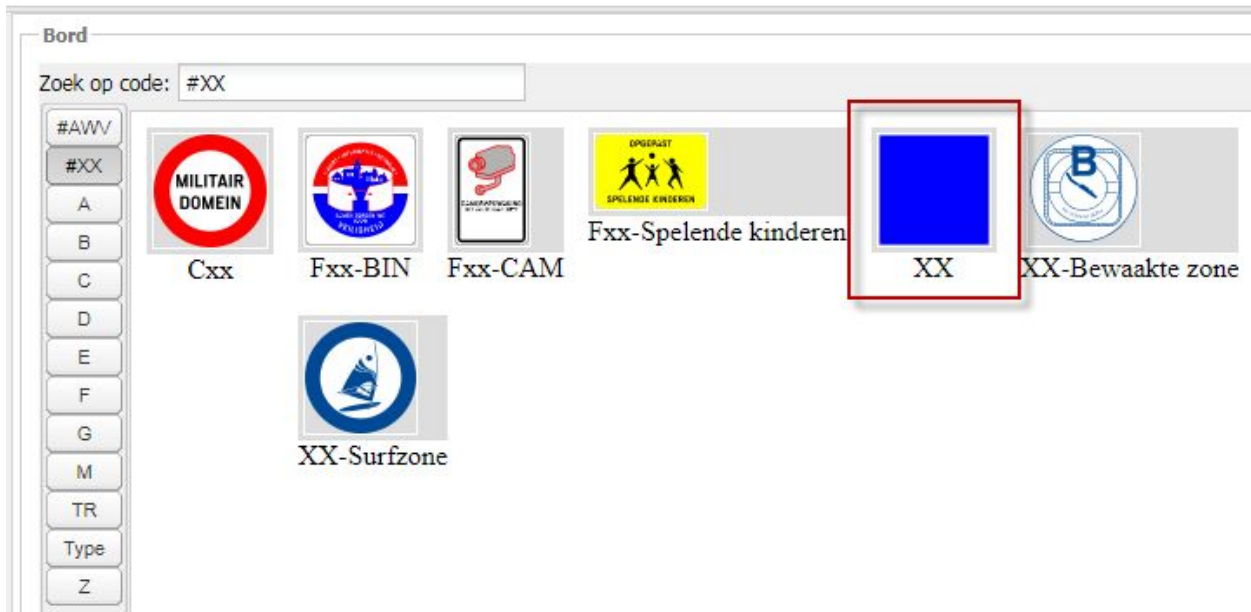 Bord
Zoek op code: #XX
#AWV
#XX
A
B
C
D
E
F
G
M
TR
Type
Z
MILITAIR
DOMEIN
Cxx
VEILIGHEID
Fxx-BIN
Fxx-CAM
OPGEPAST
SPELENDE KINDEREN
Fxx-Spelende kinderen
XX
B
XX-Bewaakte zone
XX-Surfzone